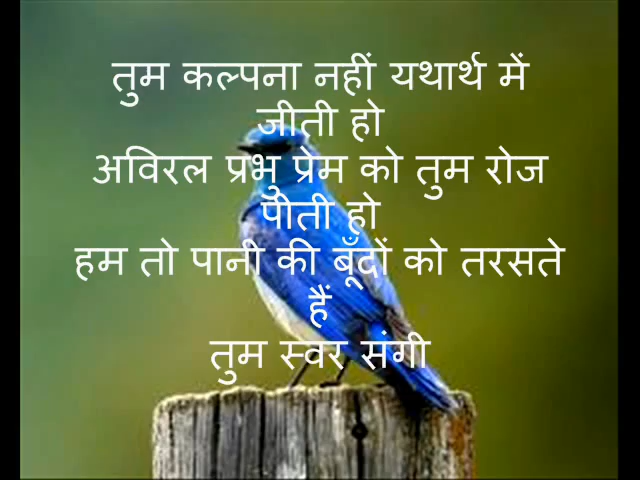 तुम कल्पना नहीं यथार्थ में
जीती हो
अविरल प्रभु प्रेम को तुम रोज
पीती हो
हम तो पानी की बूँदों को तरसते
हैं
तुम स्वर संगी